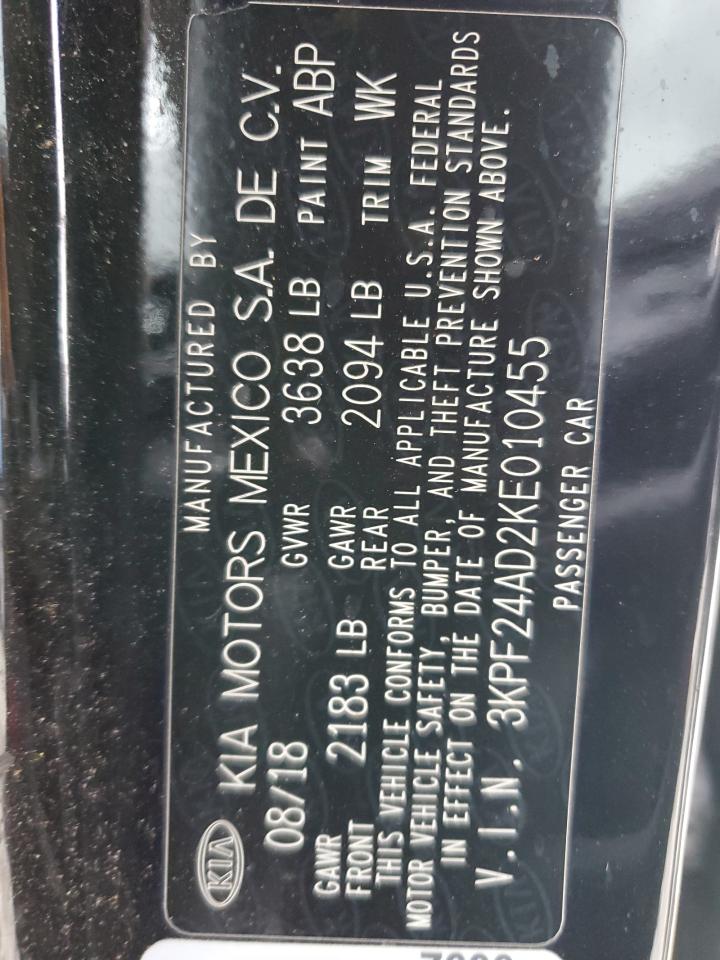 MANUFACTURED BY
KIA KIA MOTORS MEXICO S.A. DE C.V.
08/18 GVWR 3638 LB PAINT ABP
GAWR FRONT 2183 LB GAWR REAR 2094 LB TRIM WK
THIS VEHICLE CONFORMS TO ALL APPLICABLE U.S.A. FEDERAL
MOTOR VEHICLE SAFETY, BUMPER, AND THEFT PREVENTION STANDARDS
IN EFFECT ON THE DATE OF MANUFACTURE SHOWN ABOVE.
V.I.N. 3KPF24AD2KE010455
PASSENGER CAR